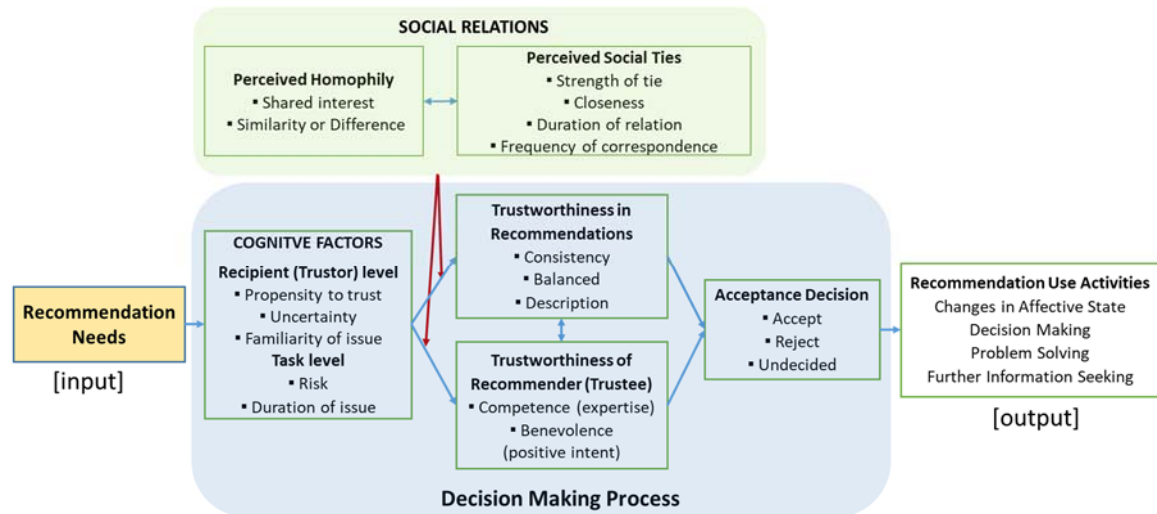 SOCIAL RELATIONS
Perceived Homophily
▪ Shared interest
▪ Similarity or Difference
Perceived Social Ties
▪ Strength of tie
▪ Closeness
▪ Duration of relation
▪ Frequency of correspondence
Recommendation
Needs
[input]
COGNITVE FACTORS
Recipient (Trustor) level
▪ Propensity to trust
▪ Uncertainty
▪ Familiarity of issue
Task level
▪ Risk
▪ Duration of issue
Trustworthiness in
Recommendations
▪ Consistency
▪ Balanced
▪ Description
Trustworthiness of
Recommender (Trustee)
▪ Competence (expertise)
▪ Benevolence
(positive intent)
Acceptance Decision
▪ Accept
▪ Reject
▪ Undecided
Recommendation Use Activities
Changes in Affective State
Decision Making
Problem Solving
Further Information Seeking
[output]
Decision Making Process